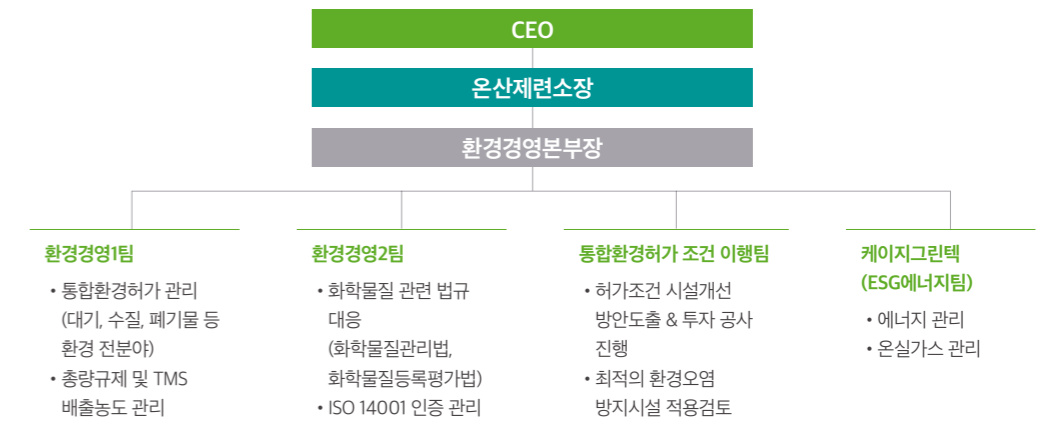 CEO
온산제련소장
환경경영본부장
환경경영1팀
• 통합환경허가 관리
(대기, 수질, 폐기물 등
환경 전분야)
• 총량규제 및 TMS
배출농도 관리
환경경영2팀
• 화학물질 관련 법규
대응
(화학물질관리법,
화학물질등록평가법)
• ISO 14001 인증 관리
통합환경허가 조건 이행팀
• 허가조건 시설개선
방안도출 & 투자 공사
진행
• 최적의 환경오염
방지시설 적용검토
케이지그린텍
(ESG에너지팀)
• 에너지 관리
• 온실가스 관리